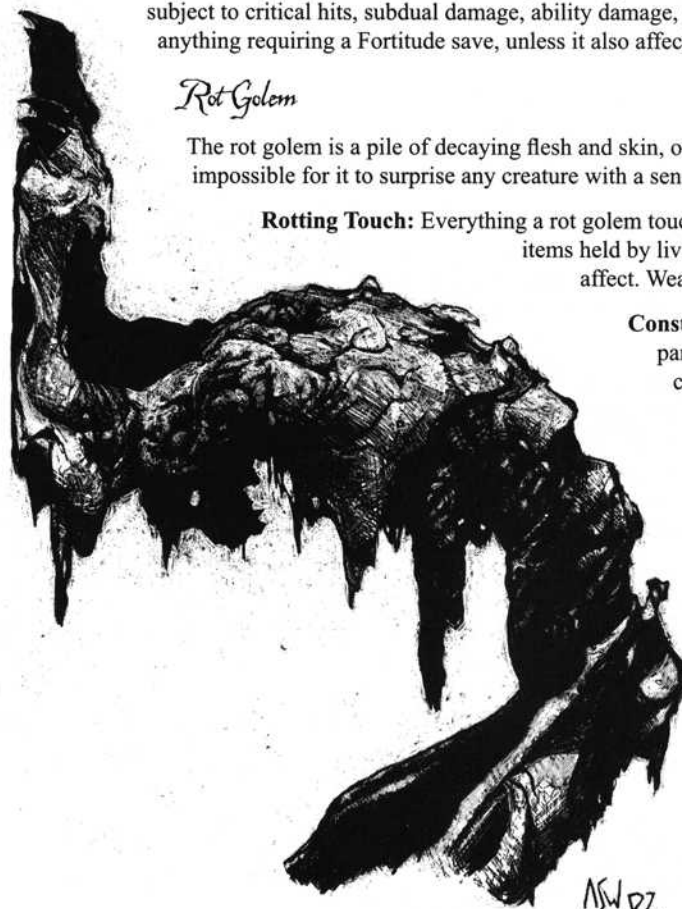 subject to critical hits, subdual damage, ability damage,
anything requiring a Fortitude save, unless it also affec
Rot Golem
The rot golem is a pile of decaying flesh and skin, o
impossible for it to surprise any creature with a sen
Rotting Touch: Everything a rot golem touc
items held by liv
affect. Wea
Const
par
c